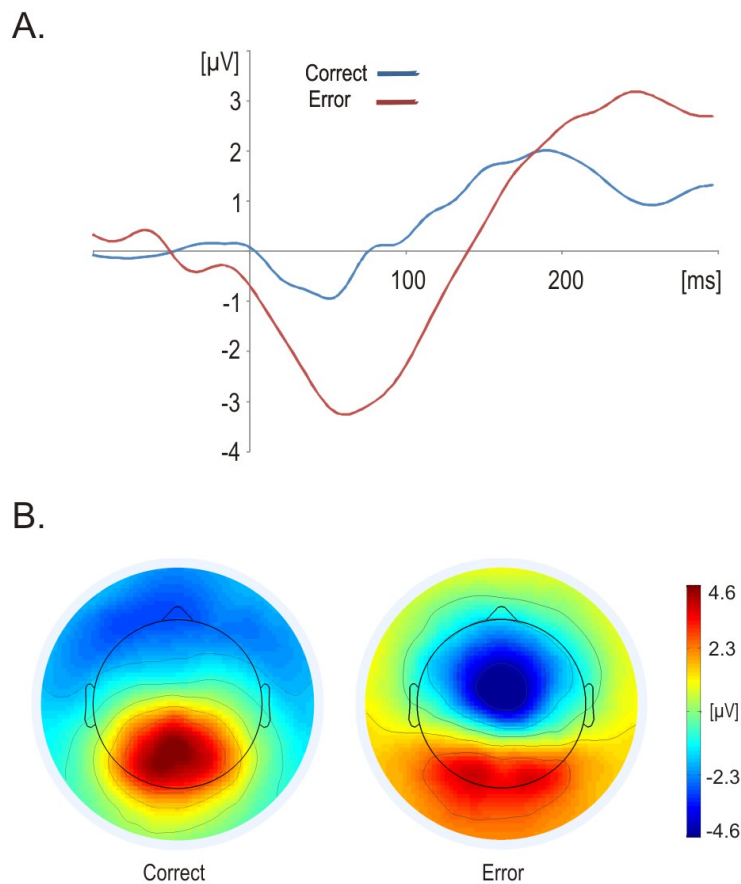 A.
[µV]
Correct
Error
3
2
1
100
200
[ms]
-1
-2
-3
-4
B.
4.6
2.3
[µV]
-2.3
-4.6
Correct
Error